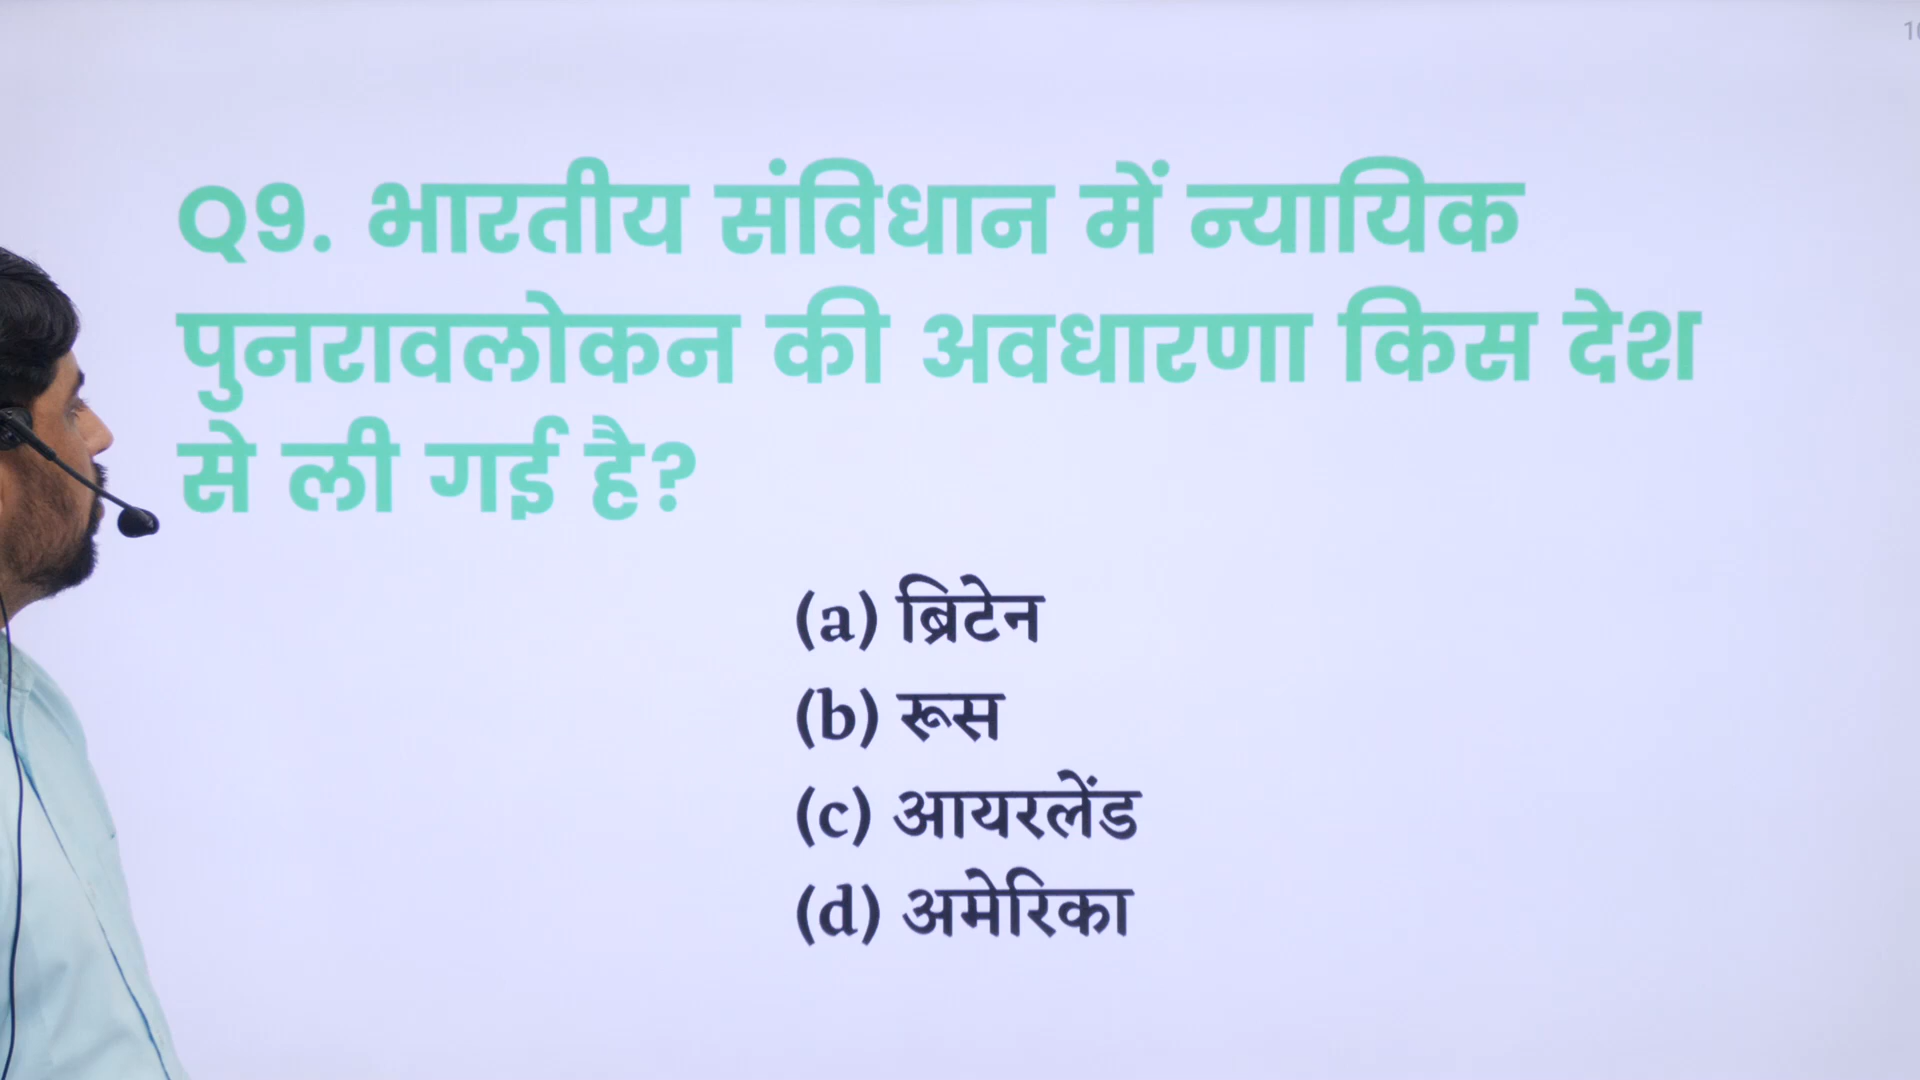 Q9. भारतीय संविधान में न्यायिक
पुनरावलोकन की अवधारणा किस देश
से ली गई है?
(a) ब्रिटेन
(b) रूस
(c) आयरलेंड
(d) अमेरिका